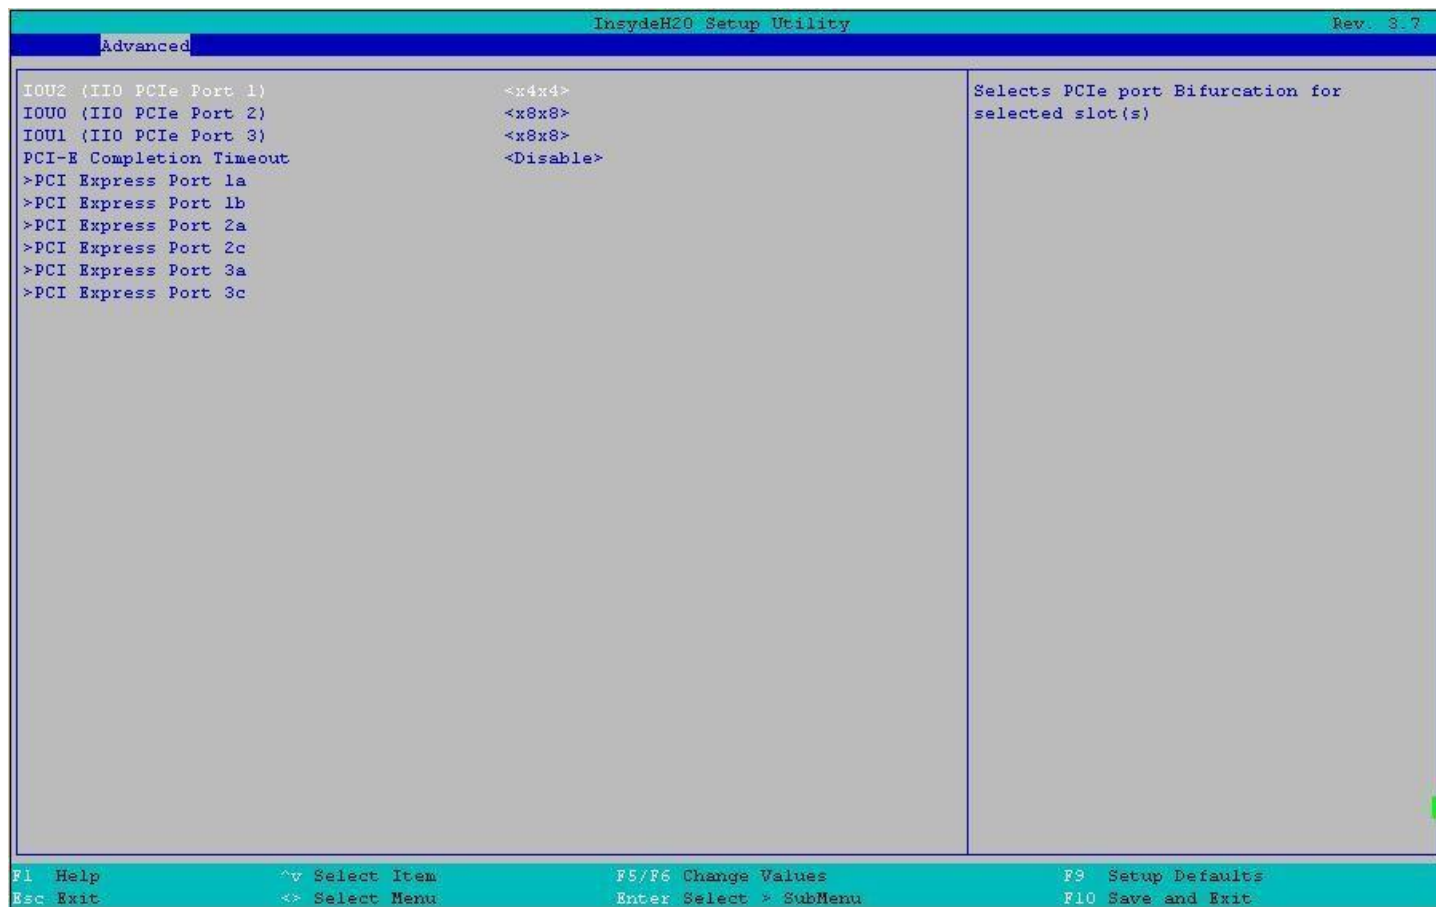 InsydeH20 Setup Utility Rev. 3.7
Advanced
IOU2 (IIO PCIe Port 1) <x4x4>
IOU0 (IIO PCIe Port 2) <x8x8>
IOU1 (IIO PCIe Port 3) <x8x8>
PCI-E Completion Timeout <Disable>
>PCI Express Port 1a
>PCI Express Port 1b
>PCI Express Port 2a
>PCI Express Port 2c
>PCI Express Port 3a
>PCI Express Port 3c
Selects PCIe port Bifurcation for
selected slot(s)
F1 Help ^v Select Item F5/F6 Change Values F9 Setup Defaults
Esc Exit <> Select Menu Enter Select > SubMenu F10 Save and Exit